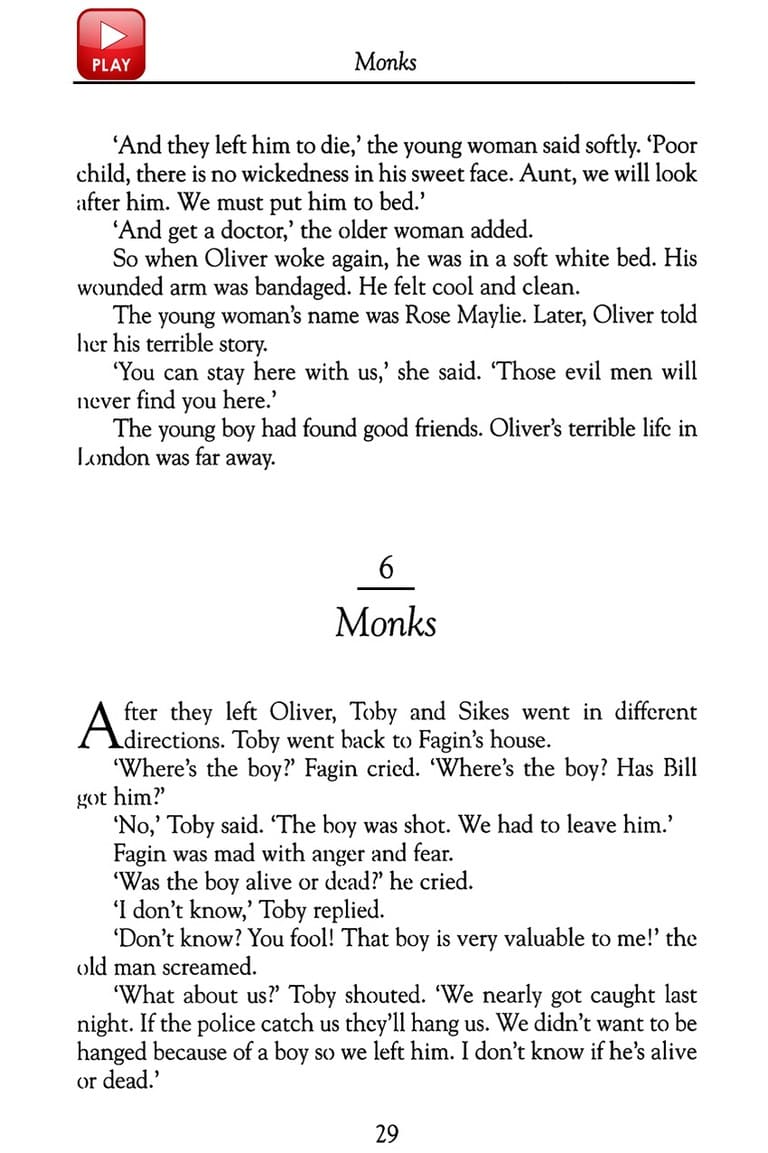 PLAY
Monks
‘And they left him to die,’ the young woman said softly. ‘Poor
child, there is no wickedness in his sweet face. Aunt, we will look
after him. We must put him to bed.’
‘And get a doctor,’ the older woman added.
So when Oliver woke again, he was in a soft white bed. His
wounded arm was bandaged. He felt cool and clean.
The young woman’s name was Rose Maylie. Later, Oliver told
her his terrible story.
‘You can stay here with us,’ she said. ‘Those evil men will
never find you here.’
The young boy had found good friends. Oliver’s terrible life in
London was far away.
6
Monks
After they left Oliver, Toby and Sikes went in different
directions. Toby went back to Fagin’s house.
‘Where’s the boy?’ Fagin cried. ‘Where’s the boy? Has Bill
got him?’
‘No,’ Toby said. ‘The boy was shot. We had to leave him.’
Fagin was mad with anger and fear.
‘Was the boy alive or dead?’ he cried.
‘I don’t know,’ Toby replied.
‘Don’t know? You fool! That boy is very valuable to me!’ the
old man screamed.
‘What about us?’ Toby shouted. ‘We nearly got caught last
night. If the police catch us they’ll hang us. We didn’t want to be
hanged because of a boy so we left him. I don’t know if he’s alive
or dead.’
29